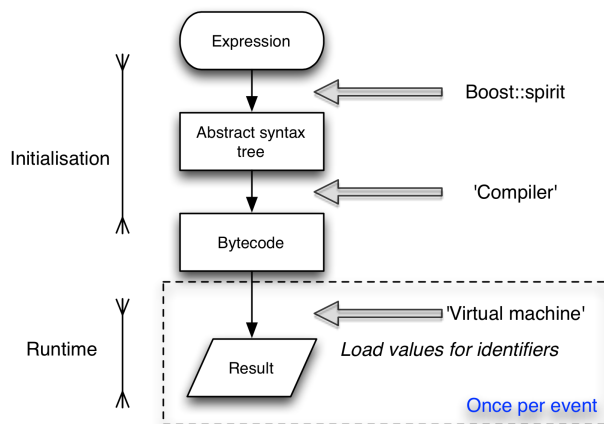 Expression
Boost::spirit
Abstract syntax
tree
Initialisation
'Compiler'
Bytecode
'Virtual machine'
Runtime
Load values for identifiers
Result
Once per event